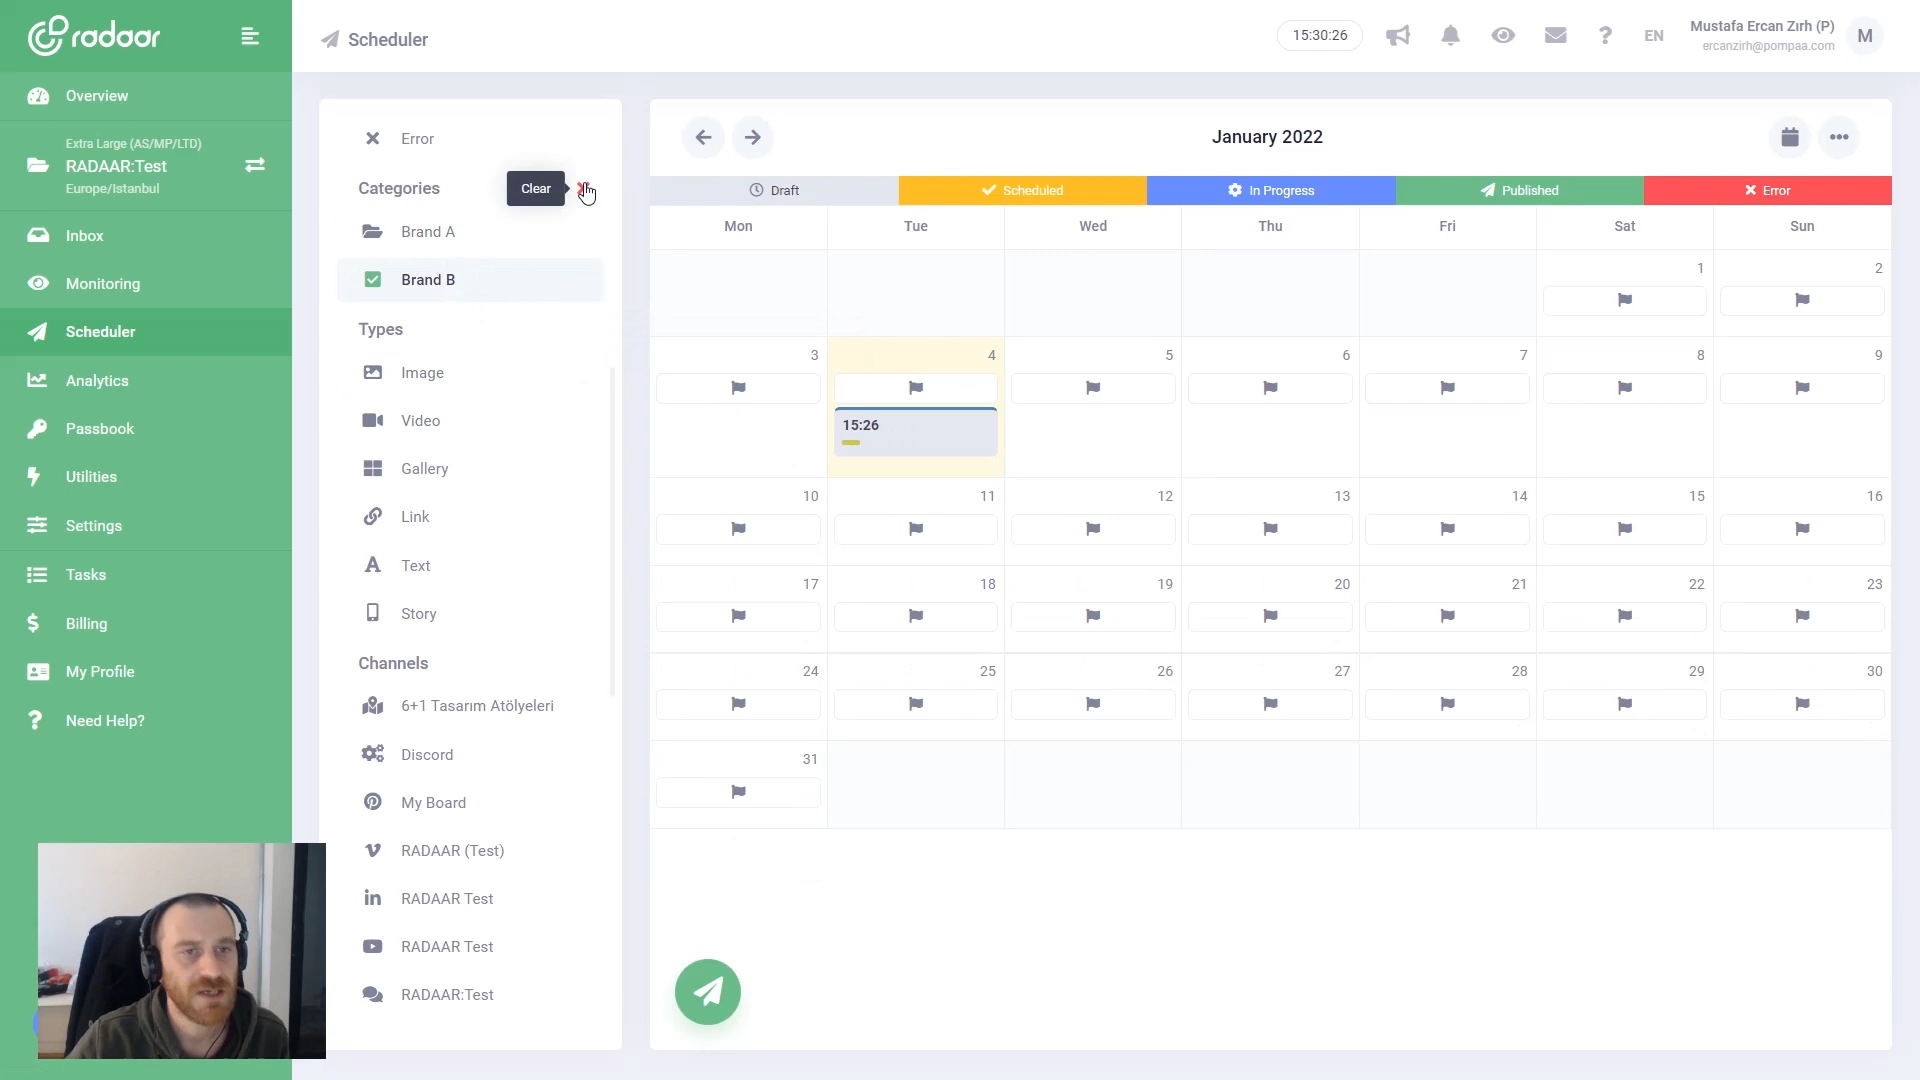 radaar
Scheduler
15:30:26
EN
Mustafa Ercan Zırh (P)
ercanzirh@pompaa.com
M
Overview
Extra Large (AS/MP/LTD)
RADAAR:Test
Europe/Istanbul
Inbox
Monitoring
Scheduler
Analytics
Passbook
Utilities
Settings
Tasks
Billing
My Profile
Need Help?
Error
Categories
Clear
Brand A
Brand B
Types
Image
Video
Gallery
Link
Text
Story
Channels
6+1 Tasarım Atölyeleri
Discord
My Board
RADAAR (Test)
RADAAR Test
RADAAR Test
RADAAR:Test
January 2022
Draft Scheduled In Progress Published Error
Mon Tue Wed Thu Fri Sat Sun
1 2
3 4 5 6 7 8 9
15:26
10 11 12 13 14 15 16
17 18 19 20 21 22 23
24 25 26 27 28 29 30
31